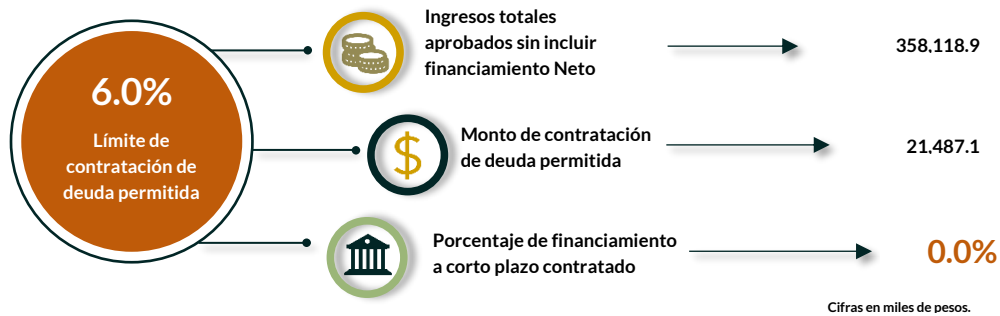 6.0%
Límite de
contratación de
deuda permitida
Ingresos totales
aprobados sin incluir
financiamiento Neto
358,118.9
$
Monto de contratación
de deuda permitida
21,487.1
Porcentaje de financiamiento
a corto plazo contratado
0.0%
Cifras en miles de pesos.